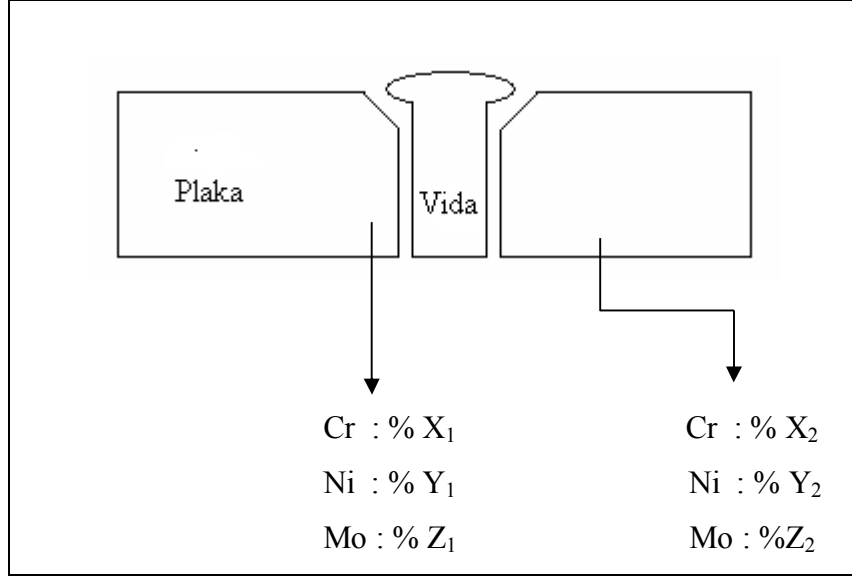 Plaka
Vida
Cr : % X₁
Ni : % Y₁
Mo : % Z₁
Cr : % X₂
Ni : % Y₂
Mo : %Z₂